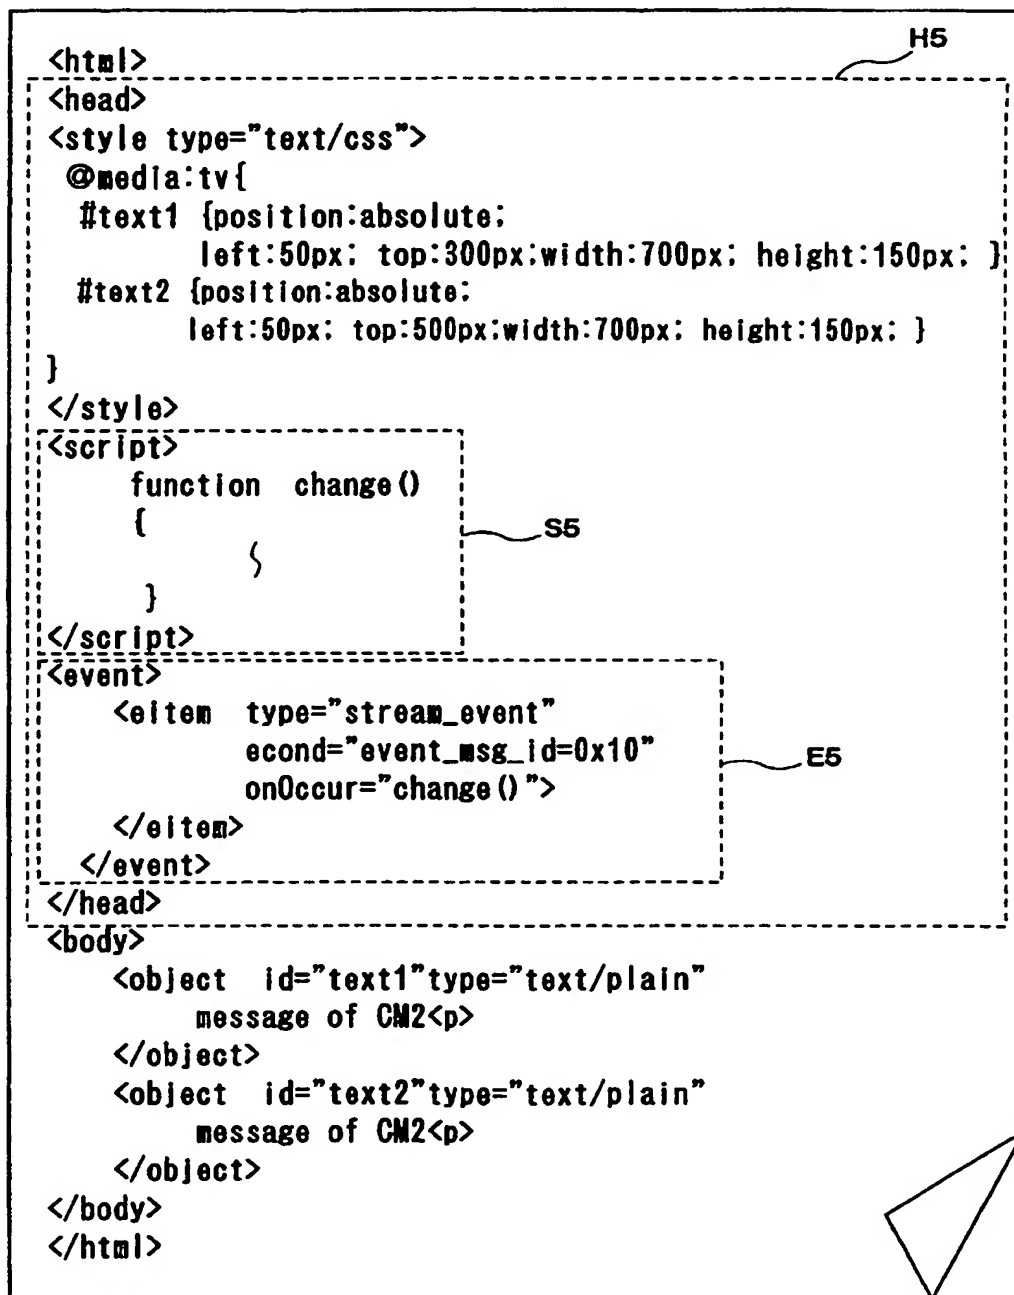 H5
<html>
<head>
<style type="text/css">
@media:tv{
#text1 {position:absolute;
left:50px; top:300px;width:700px; height:150px; }
#text2 {position:absolute;
left:50px; top:500px;width:700px; height:150px; }
}
</style>
<script>
function change()
{
S5
}
</script>
<event>
<eitem type="stream_event"
econd="event_msg_id=0x10"
E5
onOccur="change()">
</eitem>
</event>
</head>
<body>
<object id="text1"type="text/plain"
message of CM2<p>
</object>
<object id="text2"type="text/plain"
message of CM2<p>
</object>
</body>
</html>